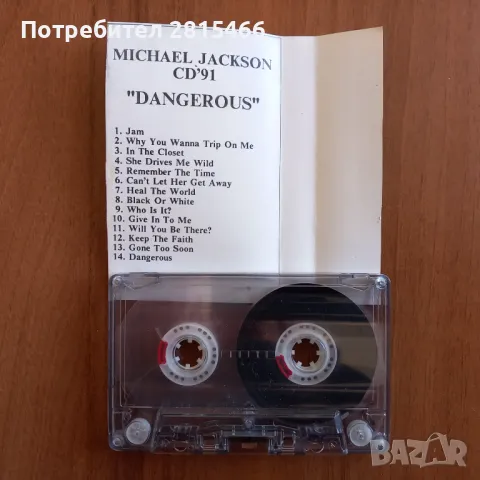 Потребител 2815466
MICHAEL JACKSON
CD'91
"DANGEROUS"
1. Jam
2. Why You Wanna Trip On Me
3. In The Closet
4. She Drives Me Wild
5. Remember The Time
6. Can't Let Her Get Away
7. Heal The World
8. Black Or White
9. Who Is It?
10. Give In To Me
11. Will You Be There?
12. Keep The Faith
13. Gone Too Soon
14. Dangerous
BAZAR